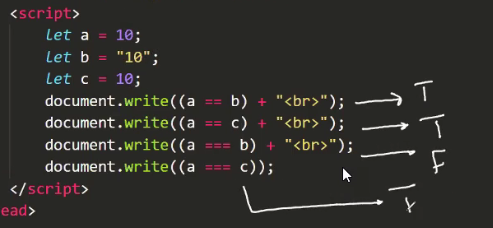 <script>
let a = 10;
let b = "10";
let c = 10;
document.write((a == b) + "<br>"); T
document.write((a == c) + "<br>"); T
document.write((a === b) + "<br>"); F
document.write((a === c));
</script>
ead>